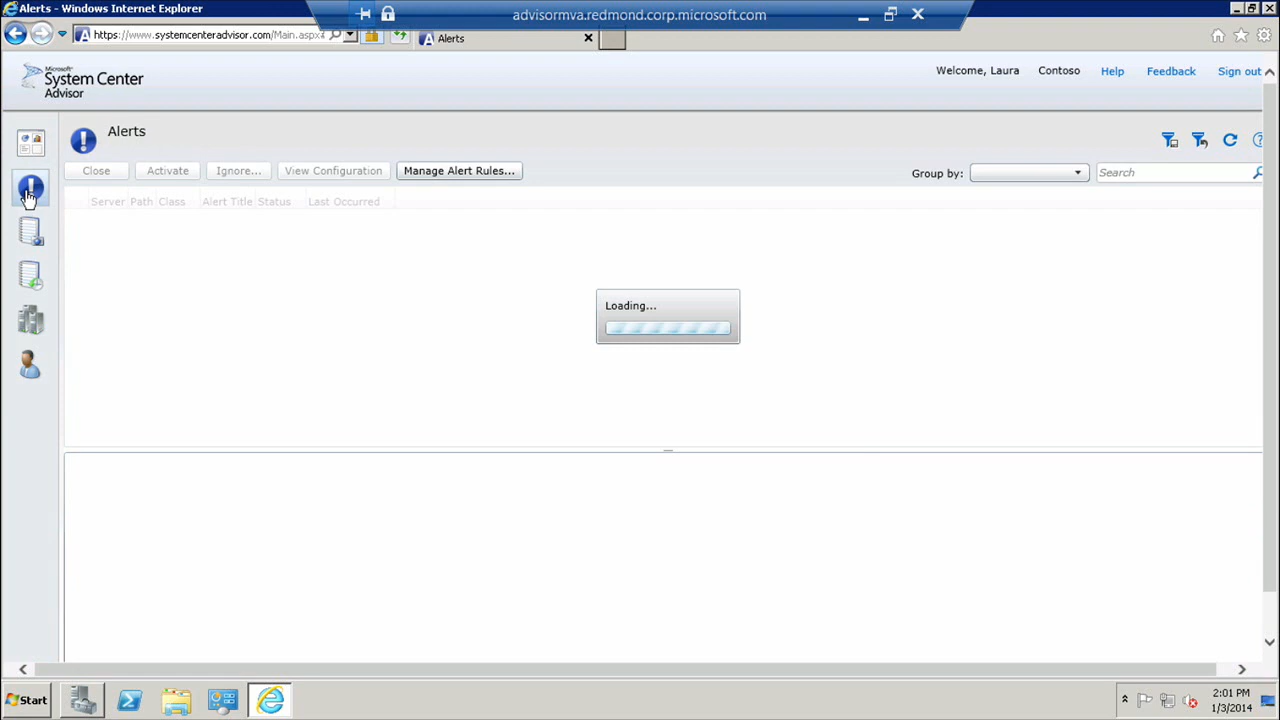 Alerts - Windows Internet Explorer
advisormva.redmond.corp.microsoft.com
https://www.systemcenteradvisor.com/Main.aspx
Alerts
Microsoft
System Center
Advisor
Welcome, Laura
Contoso
Help
Feedback
Sign out
Alerts
Close
Activate
Ignore...
View Configuration
Manage Alert Rules...
Group by:
Search
Server
Path
Class
Alert Title
Status
Last Occurred
Loading...
Start
2:01 PM
1/3/2014